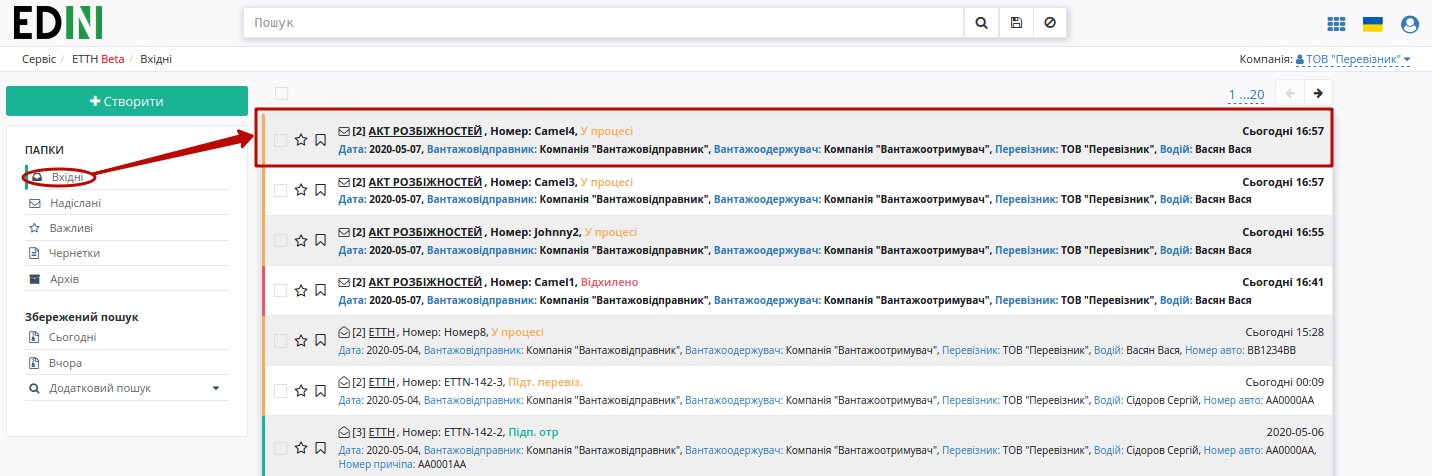 EDIN
Пошук
Сервіс / ЕТТН Beta / Вхідні
Компанія: ТОВ "Перевізник"
Створити
1 ...20
ПАПКИ
Вхідні
Надіслані
Важливі
Чернетки
Архів
Збережений пошук
Сьогодні
Вчора
Додатковий пошук
[2] АКТ РОЗБІЖНОСТЕЙ , Номер: Camel4, У процесі Сьогодні 16:57
Дата: 2020-05-07, Вантажовідправник: Компанія "Вантажовідправник", Вантажоодержувач: Компанія "Вантажоотримувач", Перевізник: ТОВ "Перевізник", Водій: Васян Вася
[2] АКТ РОЗБІЖНОСТЕЙ , Номер: Camel3, У процесі Сьогодні 16:57
Дата: 2020-05-07, Вантажовідправник: Компанія "Вантажовідправник", Вантажоодержувач: Компанія "Вантажоотримувач", Перевізник: ТОВ "Перевізник", Водій: Васян Вася
[2] АКТ РОЗБІЖНОСТЕЙ , Номер: Johnny2, У процесі Сьогодні 16:55
Дата: 2020-05-07, Вантажовідправник: Компанія "Вантажовідправник", Вантажоодержувач: Компанія "Вантажоотримувач", Перевізник: ТОВ "Перевізник", Водій: Васян Вася
[2] АКТ РОЗБІЖНОСТЕЙ , Номер: Camel1, Відхилено Сьогодні 16:41
Дата: 2020-05-07, Вантажовідправник: Компанія "Вантажовідправник", Вантажоодержувач: Компанія "Вантажоотримувач", Перевізник: ТОВ "Перевізник", Водій: Васян Вася
[2] ЕТТН , Номер: Номер8, У процесі Сьогодні 15:28
Дата: 2020-05-04, Вантажовідправник: Компанія "Вантажовідправник", Вантажоодержувач: Компанія "Вантажоотримувач", Перевізник: ТОВ "Перевізник", Водій: Васян Вася, Номер авто: ВВ1234ВВ
[2] ЕТТН , Номер: ETTN-142-3, Підт. перевіз. Сьогодні 00:09
Дата: 2020-05-04, Вантажовідправник: Компанія "Вантажовідправник", Вантажоодержувач: Компанія "Вантажоотримувач", Перевізник: ТОВ "Перевізник", Водій: Сідоров Сергій, Номер авто: АА0000АА
[3] ЕТТН , Номер: ETTN-142-2, Підп. отр 2020-05-06
Дата: 2020-05-04, Вантажовідправник: Компанія "Вантажовідправник", Вантажоодержувач: Компанія "Вантажоотримувач", Перевізник: ТОВ "Перевізник", Водій: Сідоров Сергій, Номер авто: АА0000АА,
Номер причіпа: АА0001АА